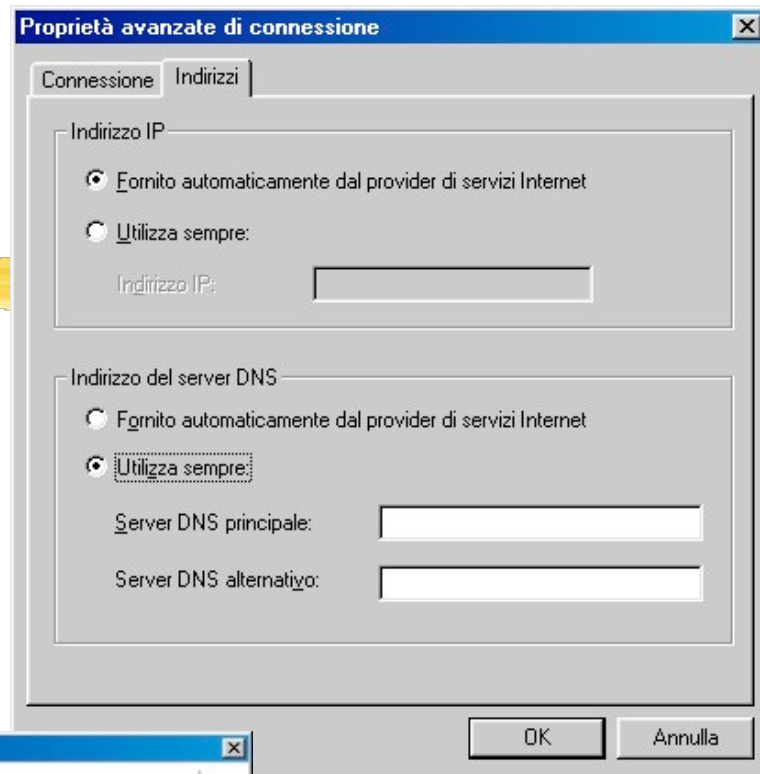 Proprietà avanzate di connessione
Connessione Indirizzi
Indirizzo IP
Fornito automaticamente dal provider di servizi Internet
Utilizza sempre:
Indirizzo IP:
Indirizzo del server DNS
Fornito automaticamente dal provider di servizi Internet
Utilizza sempre:
Server DNS principale:
Server DNS alternativo:
OK Annulla